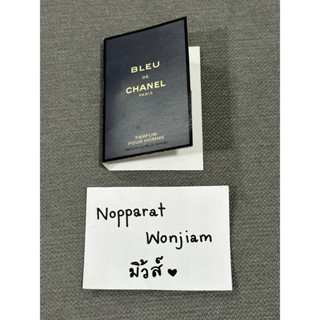 BLEU
DE
CHANEL
PARIS
PARFUM
POUR HOMME
Nopparat
Wonjiam
มิ้วส์ ♥